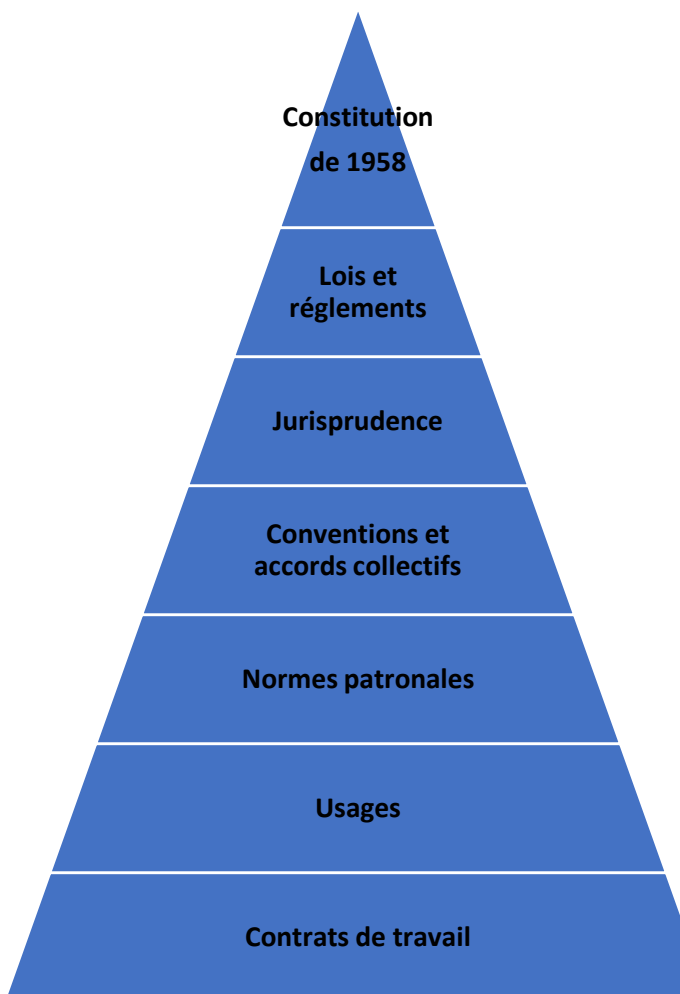 Constitution
de 1958
Lois et
réglements
Jurisprudence
Conventions et
accords collectifs
Normes patronales
Usages
Contrats de travail